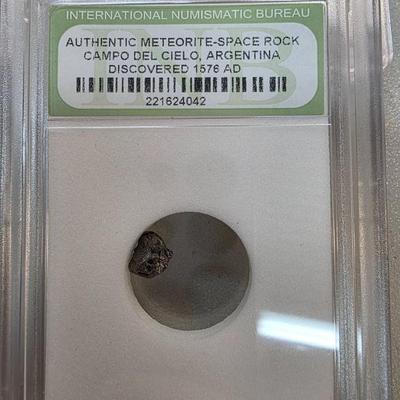 INTERNATIONAL NUMISMATIC BUREAU
AUTHENTIC METEORITE-SPACE ROCK
CAMPO DEL CIELO, ARGENTINA
DISCOVERED 1576 AD
221624042